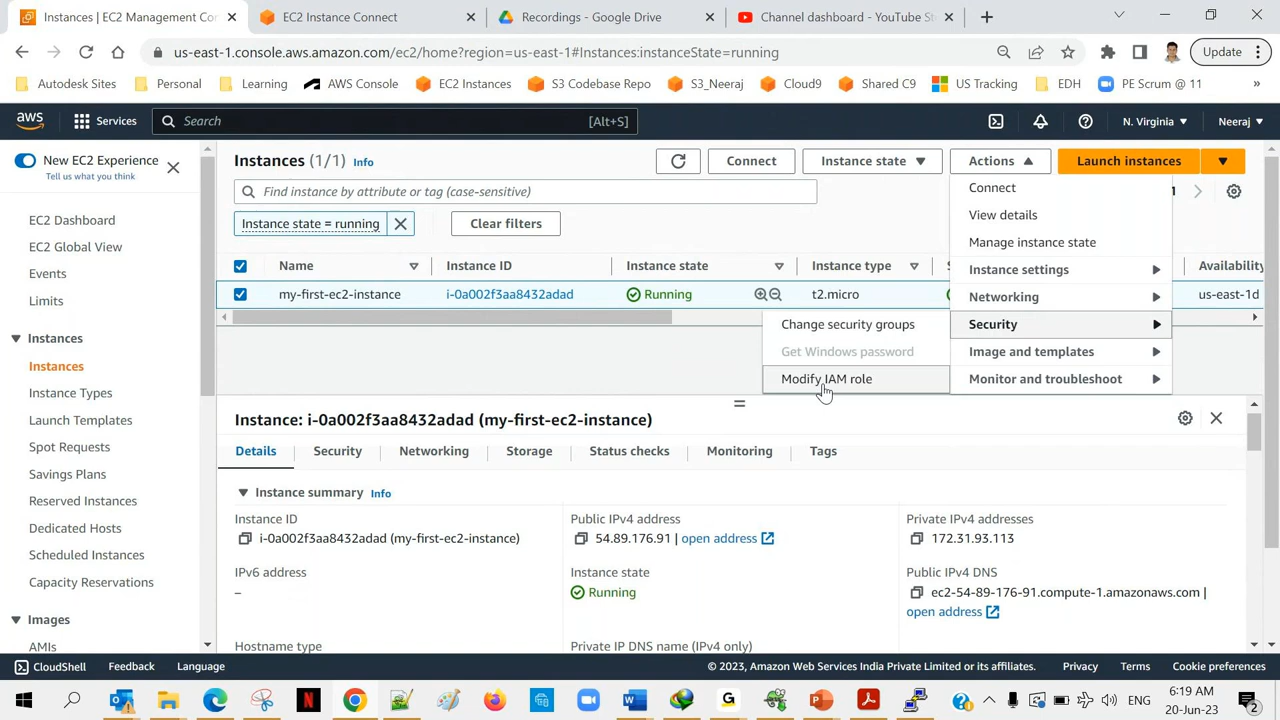 Instances | EC2 Management Con
EC2 Instance Connect
Recordings - Google Drive
Channel dashboard - YouTube St
us-east-1.console.aws.amazon.com/ec2/home?region=us-east-1#Instances:instanceState=running
Update
Autodesk Sites
Personal
Learning
AWS Console
EC2 Instances
S3 Codebase Repo
S3_Neeraj
Cloud9
Shared C9
US Tracking
EDH
PE Scrum @ 11
»
aws
Services
Search
[Alt+S]
N. Virginia
Neeraj
New EC2 Experience
Tell us what you think
EC2 Dashboard
EC2 Global View
Events
Limits
Instances
Instances
Instance Types
Launch Templates
Spot Requests
Savings Plans
Reserved Instances
Dedicated Hosts
Scheduled Instances
Capacity Reservations
Images
AMIs
Instances (1/1) Info
Connect
Instance state
Actions
Launch instances
Find instance by attribute or tag (case-sensitive)
1
Instance state = running
Clear filters
Name
Instance ID
Instance state
Instance type
Availability
my-first-ec2-instance
i-0a002f3aa8432adad
Running
t2.micro
us-east-1d
Connect
View details
Manage instance state
Instance settings
Networking
Security
Image and templates
Monitor and troubleshoot
Change security groups
Get Windows password
Modify IAM role
Instance: i-0a002f3aa8432adad (my-first-ec2-instance)
Details
Security
Networking
Storage
Status checks
Monitoring
Tags
Instance summary Info
Instance ID
i-0a002f3aa8432adad (my-first-ec2-instance)
Public IPv4 address
54.89.176.91 | open address
Private IPv4 addresses
172.31.93.113
IPv6 address
–
Instance state
Running
Public IPv4 DNS
ec2-54-89-176-91.compute-1.amazonaws.com |
open address
Hostname type
Private IP DNS name (IPv4 only)
CloudShell
Feedback
Language
© 2023, Amazon Web Services India Private Limited or its affiliates.
Privacy
Terms
Cookie preferences
ENG
6:19 AM
20-Jun-23
2